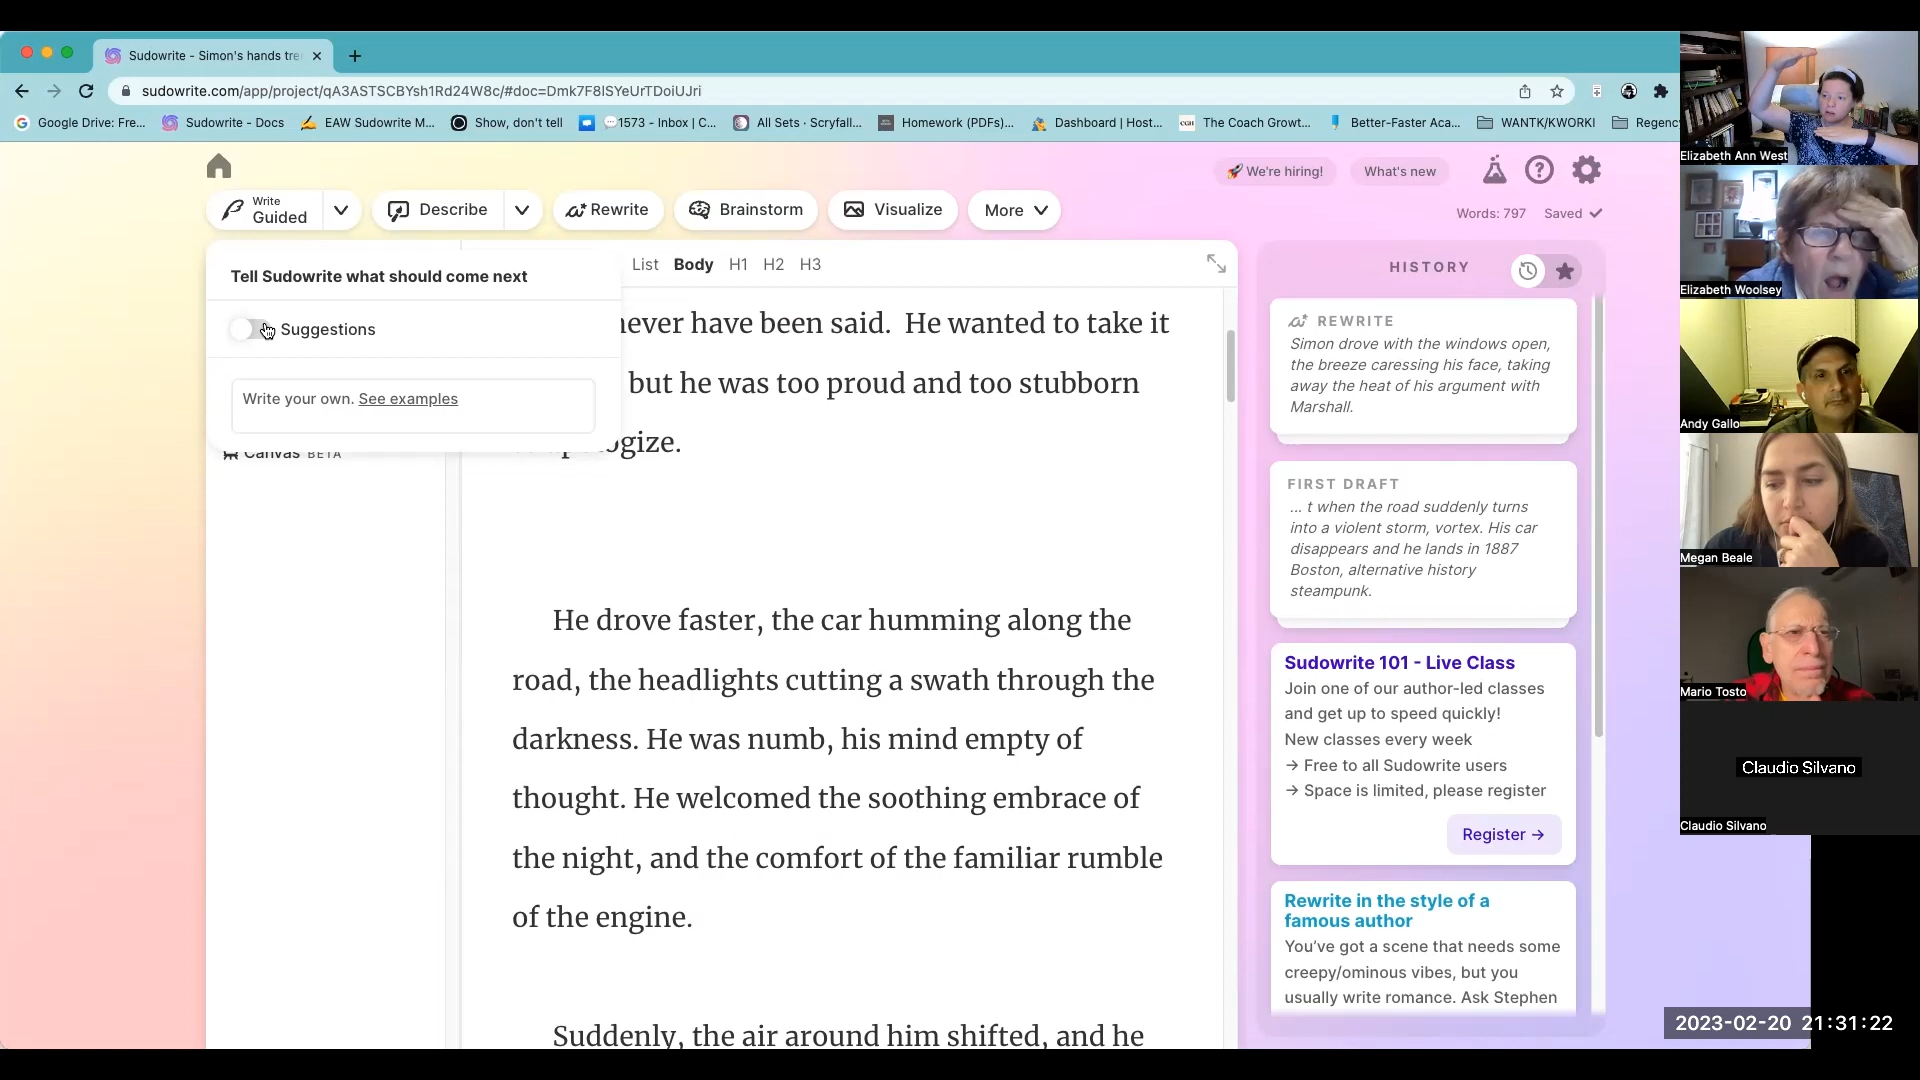 Sudowrite - Simon's hands tre
sudowrite.com/app/project/qA3ASTSCBYsh1Rd24W8c/#doc=Dmk7F8lSYeUrTDoiUJri
Google Drive: Fre... Sudowrite - Docs EAW Sudowrite M... Show, don't tell 1573 - Inbox | C... All Sets · Scryfall... Homework (PDFs)... Dashboard | Host... The Coach Growt... Better-Faster Aca... WANTK/KWORKI Regency
We're hiring! What's new
Write
Guided
Describe Rewrite Brainstorm Visualize More
Words: 797 Saved
Tell Sudowrite what should come next
Suggestions
Write your own. See examples
Canvas BETA
List Body H1 H2 H3
never have been said. He wanted to take it
but he was too proud and too stubborn
ogize.
He drove faster, the car humming along the
road, the headlights cutting a swath through the
darkness. He was numb, his mind empty of
thought. He welcomed the soothing embrace of
the night, and the comfort of the familiar rumble
of the engine.
Suddenly, the air around him shifted, and he
HISTORY
REWRITE
Simon drove with the windows open,
the breeze caressing his face, taking
away the heat of his argument with
Marshall.
FIRST DRAFT
... t when the road suddenly turns
into a violent storm, vortex. His car
disappears and he lands in 1887
Boston, alternative history
steampunk.
Sudowrite 101 - Live Class
Join one of our author-led classes
and get up to speed quickly!
New classes every week
→ Free to all Sudowrite users
→ Space is limited, please register
Register →
Rewrite in the style of a
famous author
You've got a scene that needs some
creepy/ominous vibes, but you
usually write romance. Ask Stephen
Elizabeth Ann West
Elizabeth Woolsey
Andy Gallo
Megan Beale
Mario Tosto
Claudio Silvano
Claudio Silvano
2023-02-20 21:31:22